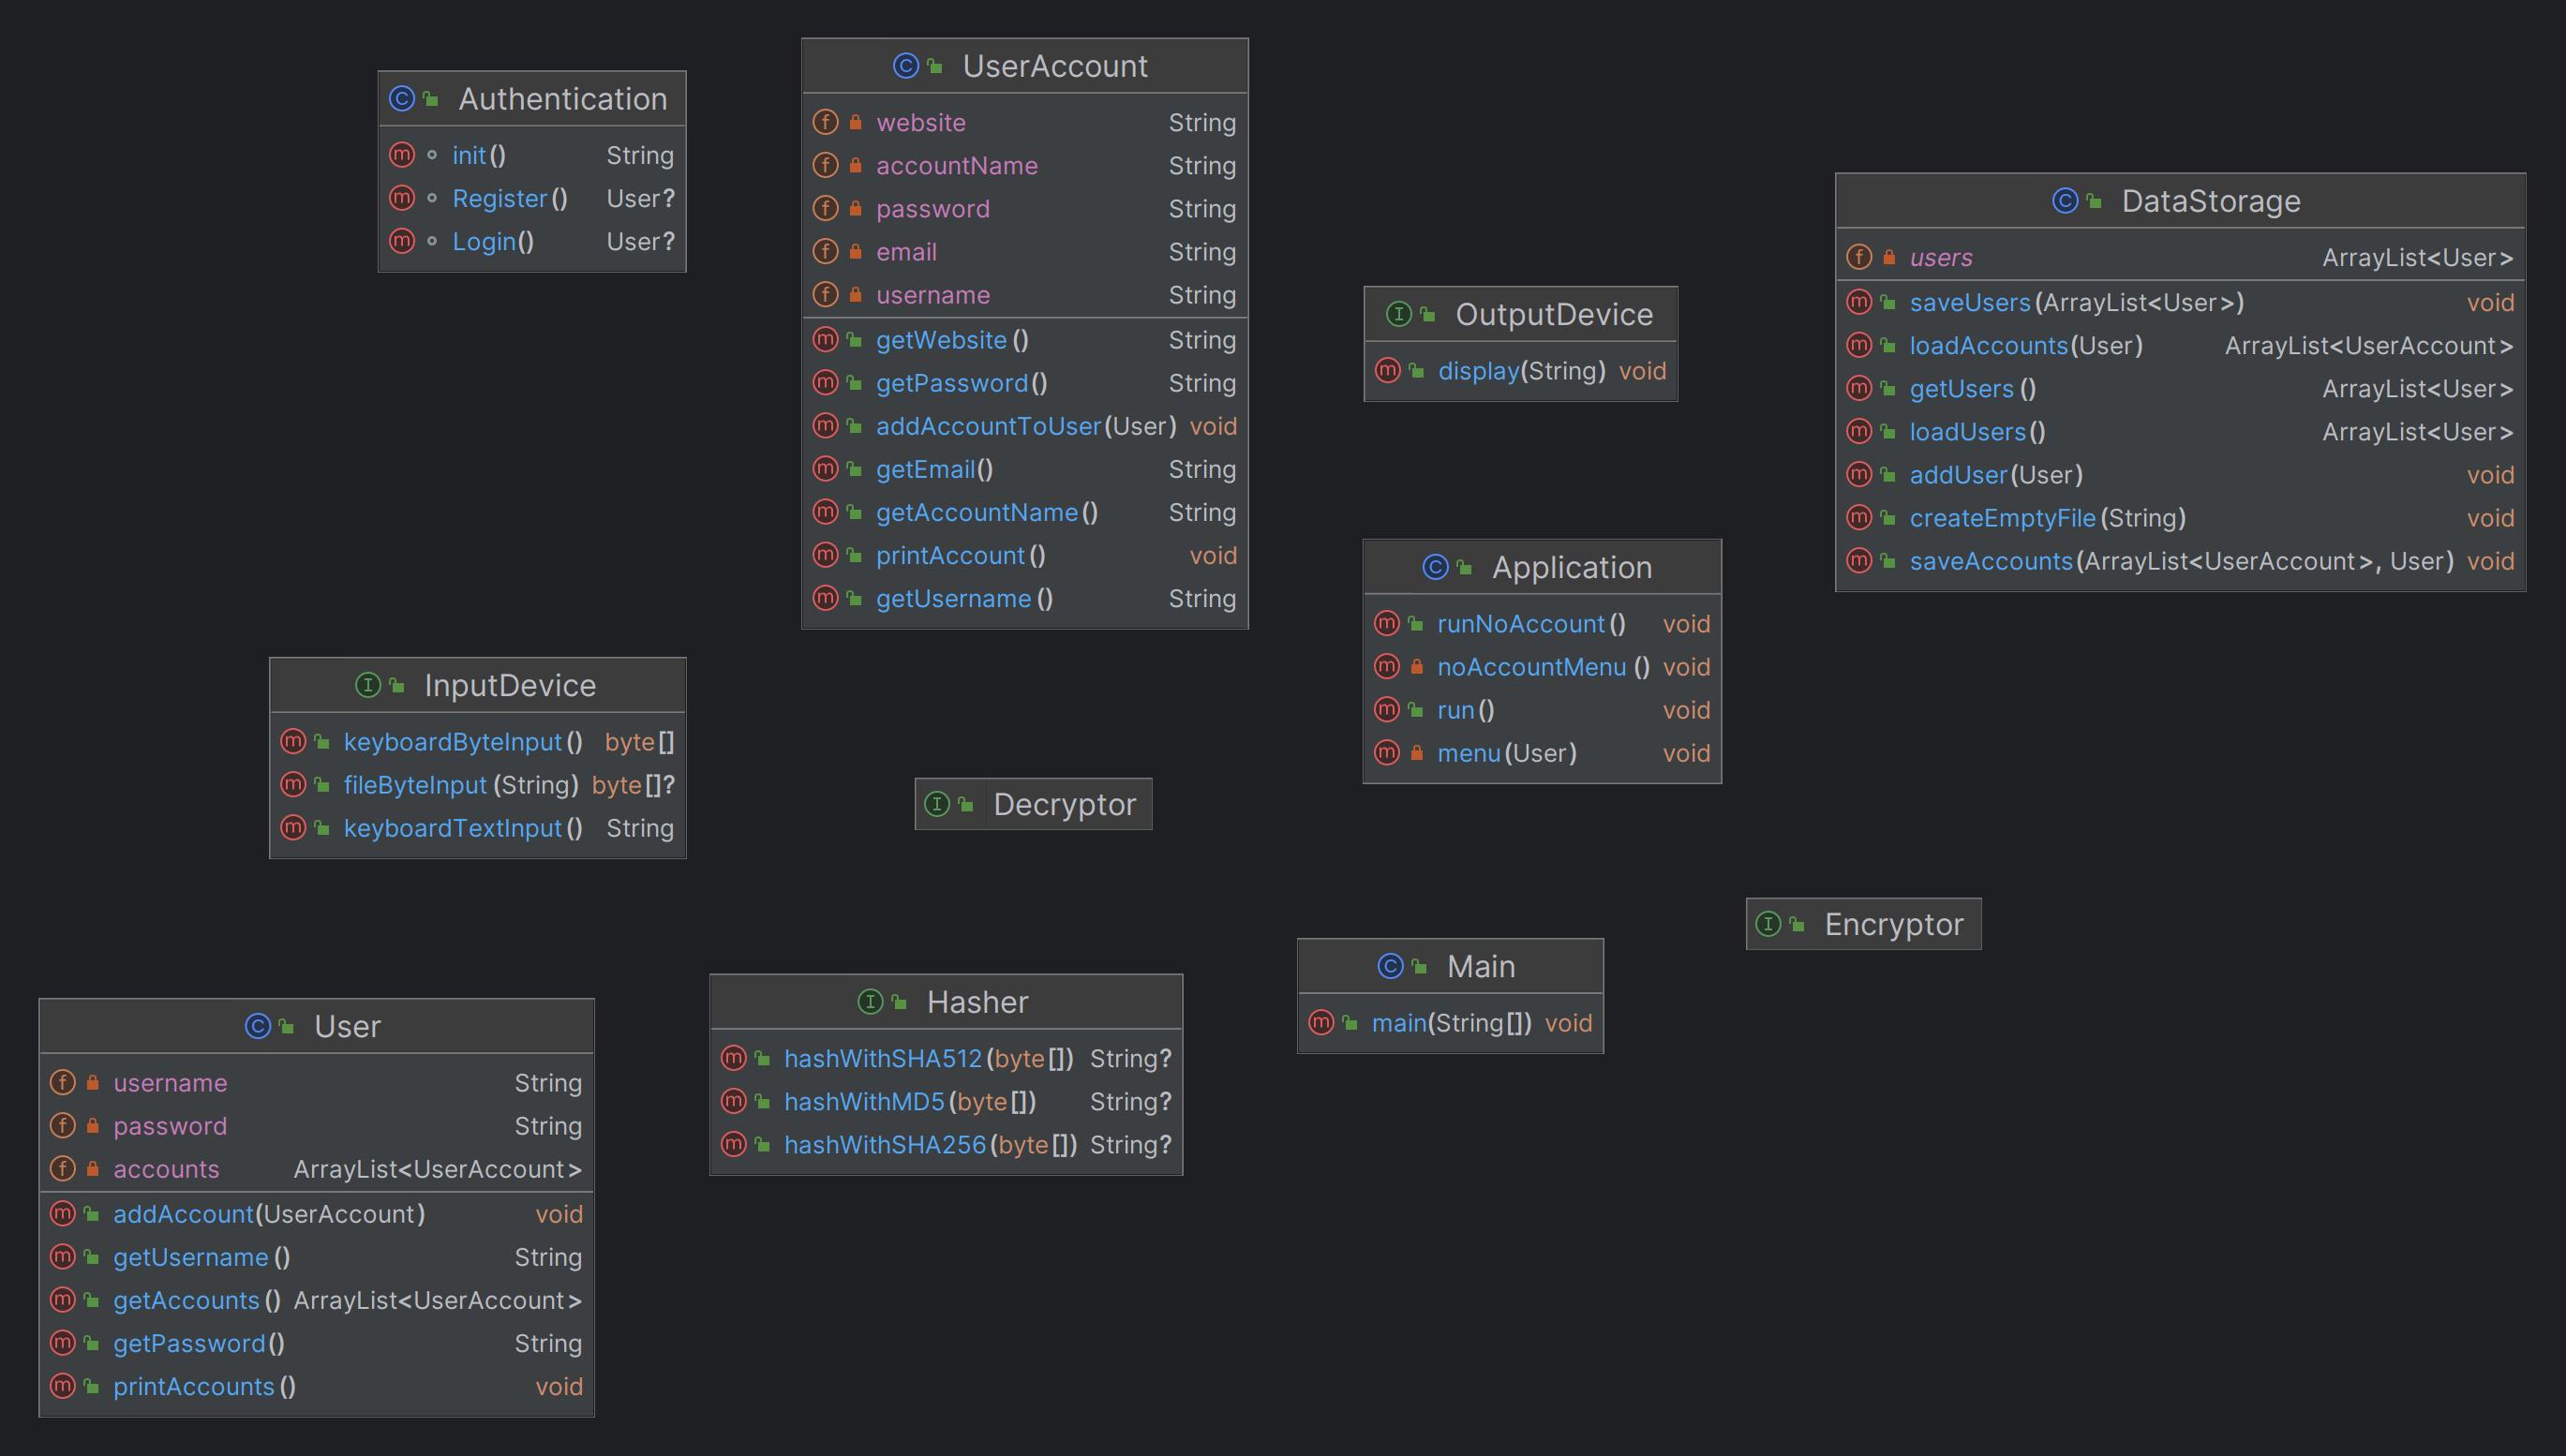 Authentication
init() String
Register() User?
Login() User?
UserAccount
website String
accountName String
password String
email String
username String
getWebsite() String
getPassword() String
addAccountToUser(User) void
getEmail() String
getAccountName() String
printAccount() void
getUsername() String
DataStorage
users ArrayList<User>
saveUsers(ArrayList<User>) void
loadAccounts(User) ArrayList<UserAccount>
getUsers() ArrayList<User>
loadUsers() ArrayList<User>
addUser(User) void
createEmptyFile(String) void
saveAccounts(ArrayList<UserAccount>, User) void
OutputDevice
display(String) void
Application
runNoAccount() void
noAccountMenu() void
run() void
menu(User) void
InputDevice
keyboardByteInput() byte[]
fileByteInput(String) byte[]?
keyboardTextInput() String
Decryptor
Encryptor
Main
main(String[]) void
Hasher
hashWithSHA512(byte[]) String?
hashWithMD5(byte[]) String?
hashWithSHA256(byte[]) String?
User
username String
password String
accounts ArrayList<UserAccount>
addAccount(UserAccount) void
getUsername() String
getAccounts() ArrayList<UserAccount>
getPassword() String
printAccounts() void